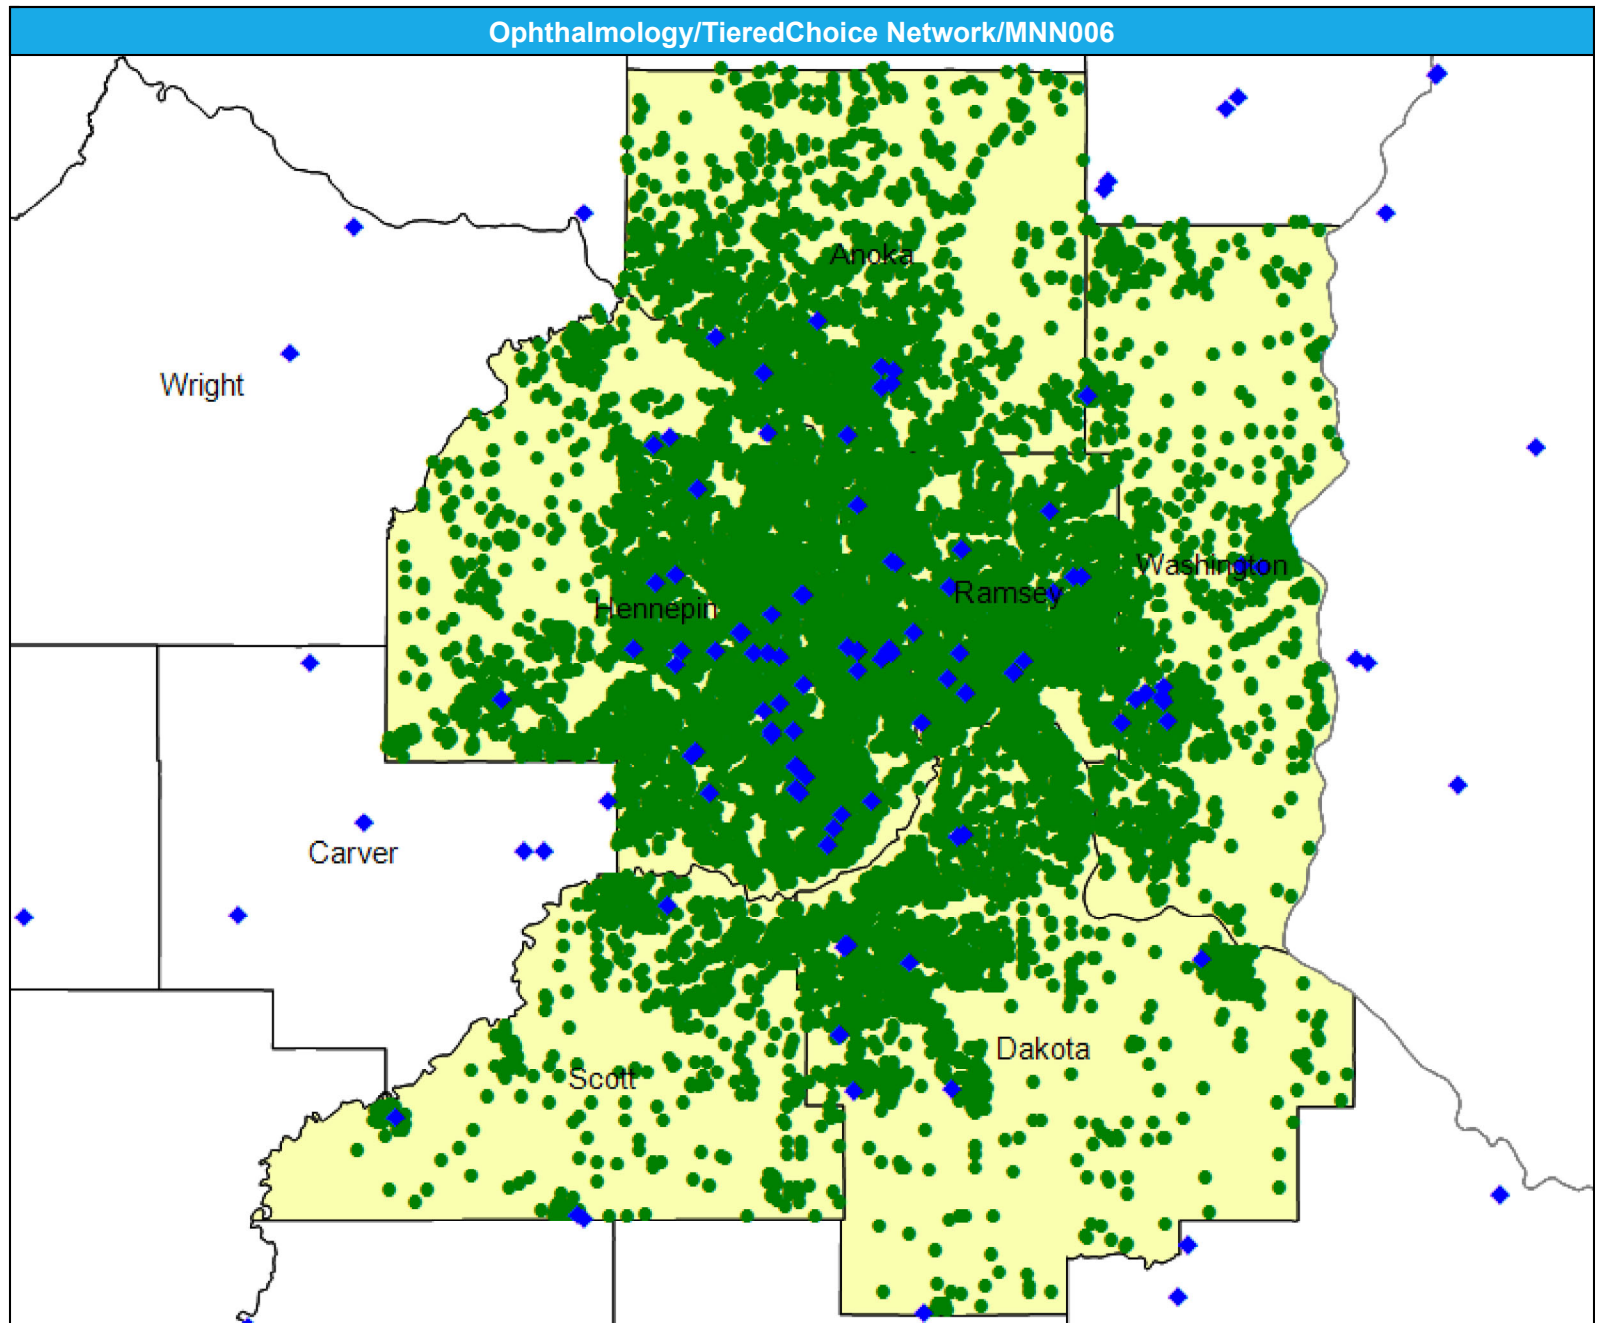 Ophthalmology/TieredChoice Network/MNN006
Anoka
Wright
Washington
Ramsey
Hennepin
Carver
Dakota
Scott